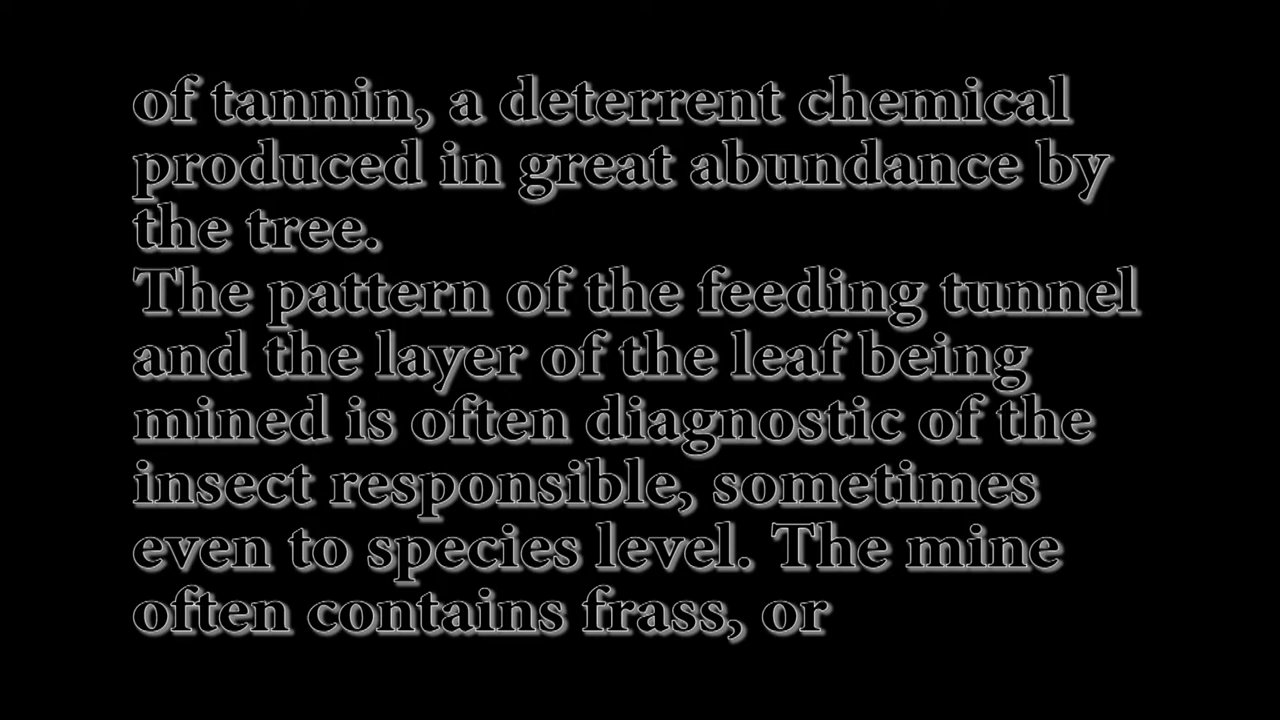 of tannin, a deterrent chemical
produced in great abundance by
the tree.
The pattern of the feeding tunnel
and the layer of the leaf being
mined is often diagnostic of the
insect responsible, sometimes
even to species level. The mine
often contains frass, or